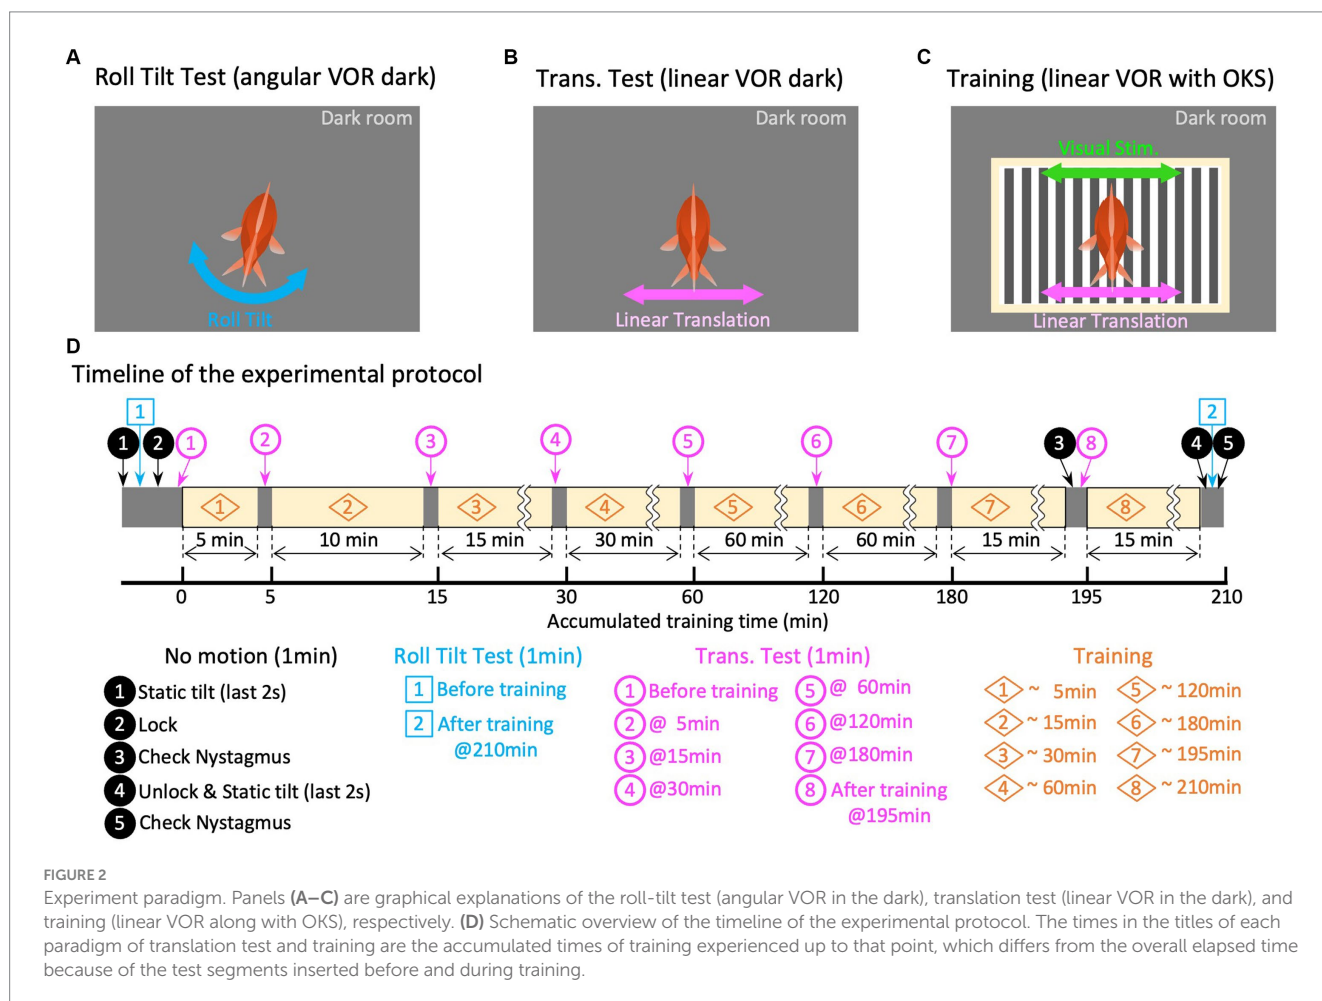 A
Roll Tilt Test (angular VOR dark)
Dark room
Roll Tilt
B
Trans. Test (linear VOR dark)
Dark room
Linear Translation
C
Training (linear VOR with OKS)
Dark room
Visual Stim.
Linear Translation
D
Timeline of the experimental protocol
1 2
1 2 1 2 3 4 5 6 7 3 8 4 5
1 2 3 4 5 6 7 8
5 min 10 min 15 min 30 min 60 min 60 min 15 min 15 min
0 5 15 30 60 120 180 195 210
Accumulated training time (min)
No motion (1min)
1 Static tilt (last 2s)
2 Lock
3 Check Nystagmus
4 Unlock & Static tilt (last 2s)
5 Check Nystagmus
Roll Tilt Test (1min)
1 Before training
2 After training
@210min
Trans. Test (1min)
1 Before training
2 @ 5min
3 @15min
4 @30min
5 @ 60min
6 @120min
7 @180min
8 After training
@195min
Training
1 ~ 5min
2 ~ 15min
3 ~ 30min
4 ~ 60min
5 ~ 120min
6 ~ 180min
7 ~ 195min
8 ~ 210min
FIGURE 2
Experiment paradigm. Panels (A–C) are graphical explanations of the roll-tilt test (angular VOR in the dark), translation test (linear VOR in the dark), and
training (linear VOR along with OKS), respectively. (D) Schematic overview of the timeline of the experimental protocol. The times in the titles of each
paradigm of translation test and training are the accumulated times of training experienced up to that point, which differs from the overall elapsed time
because of the test segments inserted before and during training.